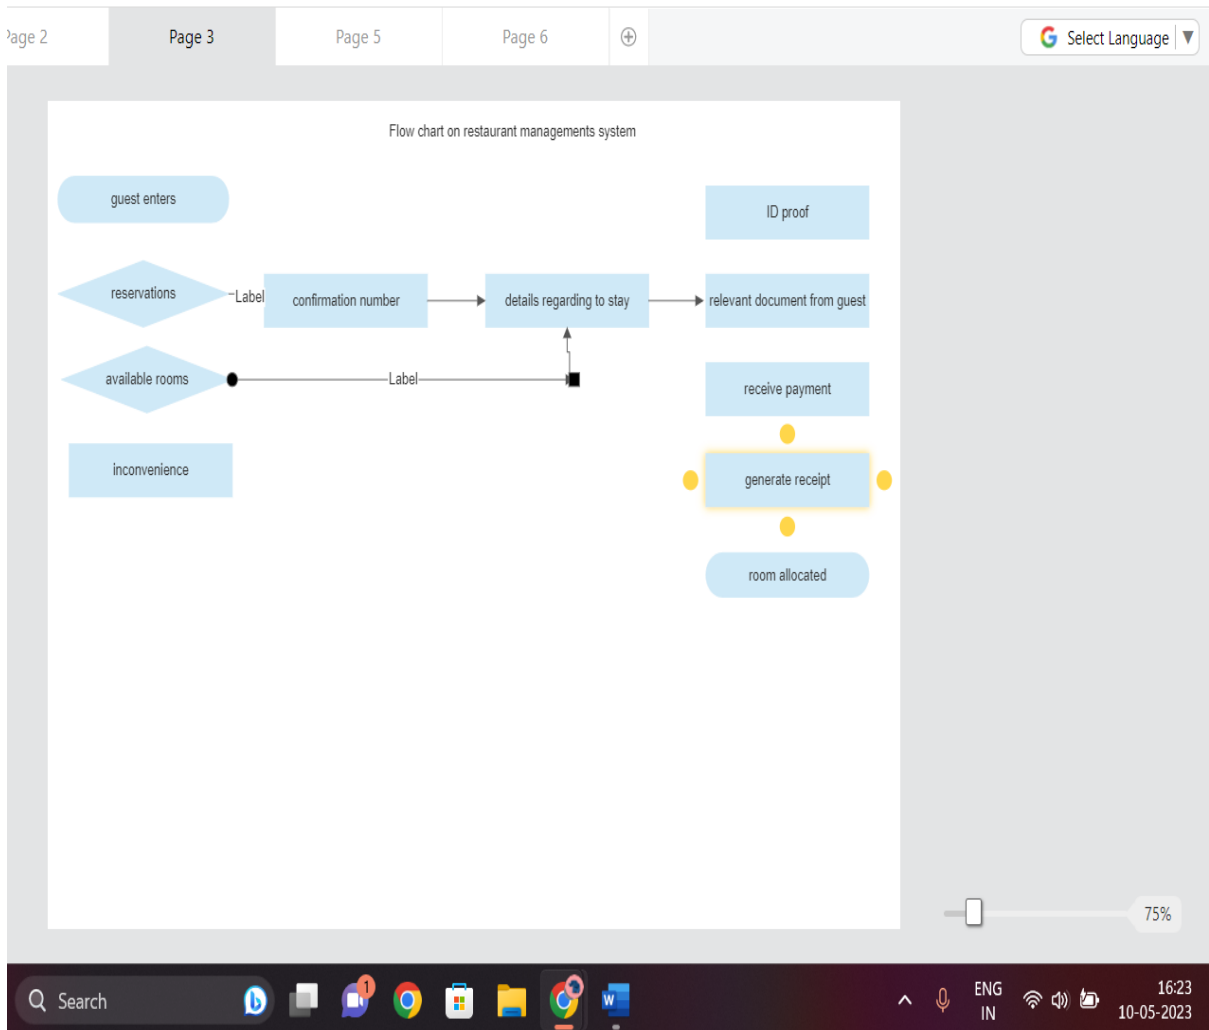 Page 2
Page 3
Page 5
Page 6
Select Language
Flow chart on restaurant managements system
guest enters
ID proof
reservations
Label
confirmation number
details regarding to stay
relevant document from guest
available rooms
Label
receive payment
inconvenience
generate receipt
room allocated
75%
Search
1
W
ENG
IN
16:23
10-05-2023